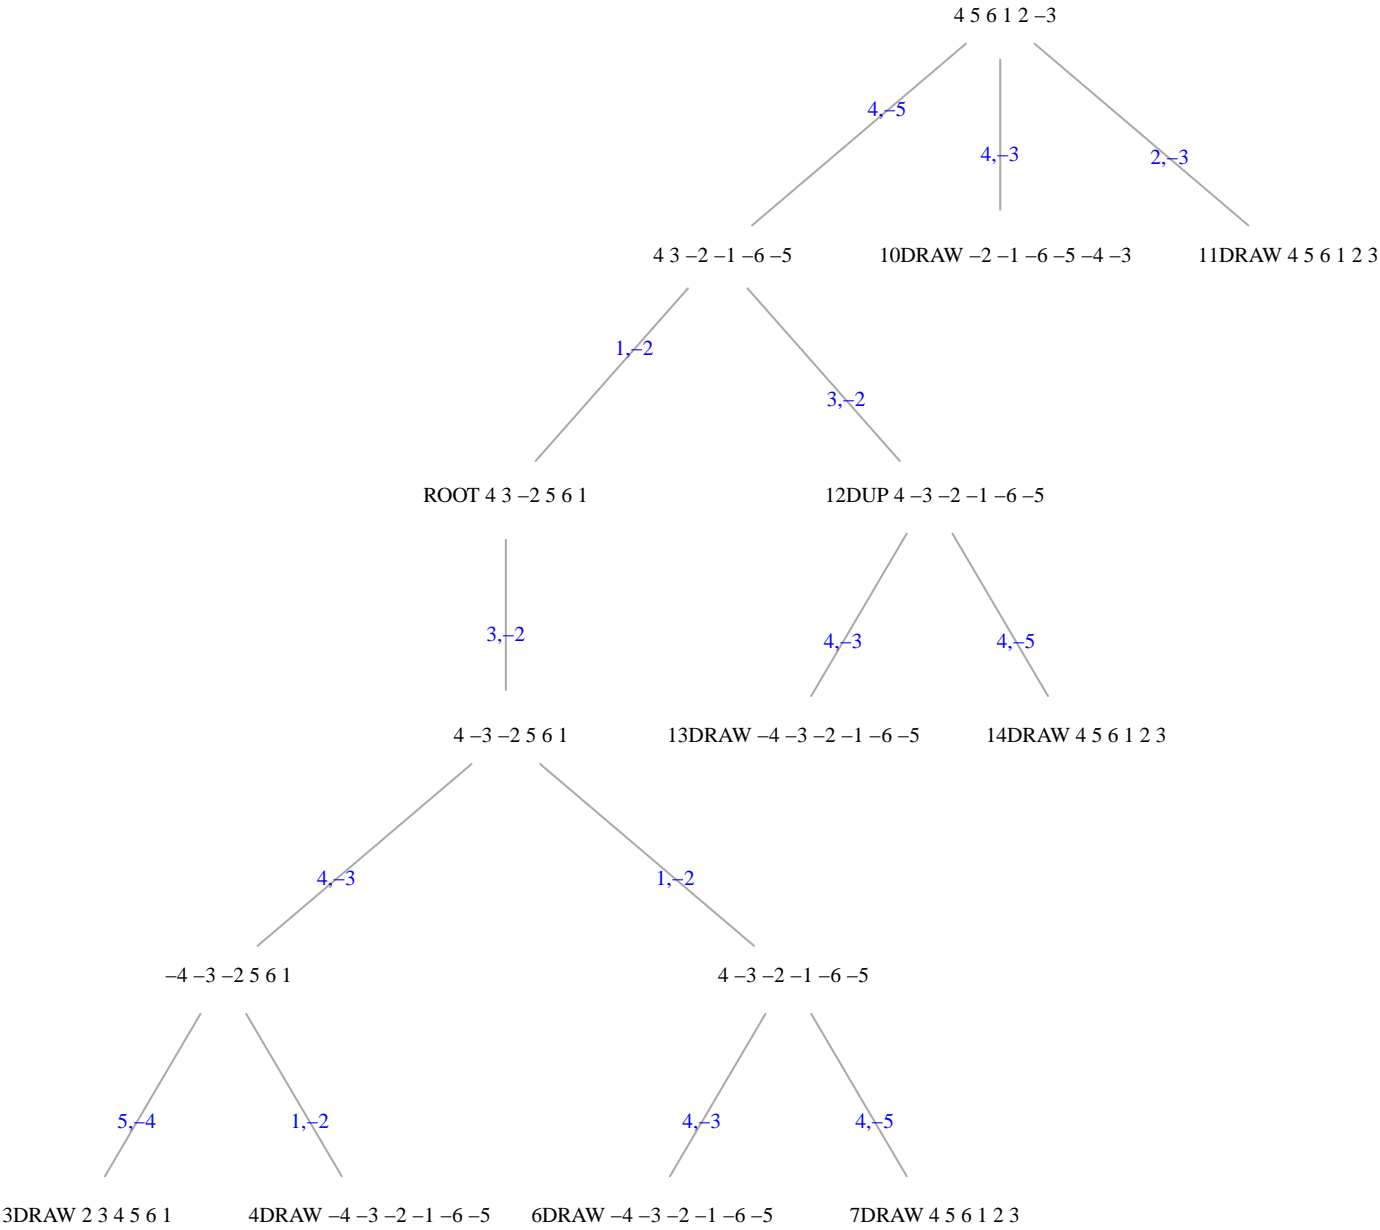 4 5 6 1 2 –3
4,–5
4,–3
2,–3
4 3 –2 –1 –6 –5
10DRAW –2 –1 –6 –5 –4 –3
11DRAW 4 5 6 1 2 3
1,–2
3,–2
ROOT 4 3 –2 5 6 1
12DUP 4 –3 –2 –1 –6 –5
3,–2
4,–3
4,–5
4 –3 –2 5 6 1
13DRAW –4 –3 –2 –1 –6 –5
14DRAW 4 5 6 1 2 3
4,–3
1,–2
–4 –3 –2 5 6 1
4 –3 –2 –1 –6 –5
5,–4
1,–2
4,–3
4,–5
3DRAW 2 3 4 5 6 1
4DRAW –4 –3 –2 –1 –6 –5
6DRAW –4 –3 –2 –1 –6 –5
7DRAW 4 5 6 1 2 3